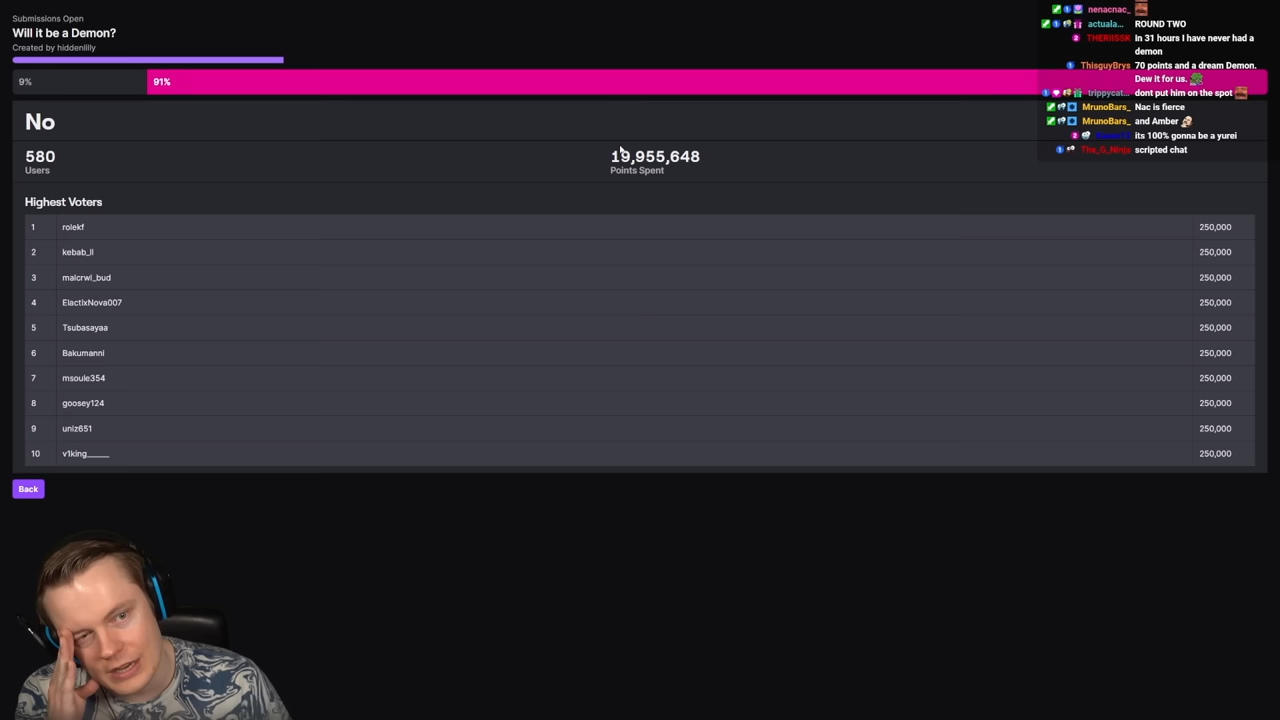 Submissions Open
Will it be a Demon?
Created by hiddenlilly
9%
91%
No
580
Users
19,955,648
Points Spent
Highest Voters
1 rolekf 250,000
2 kebab_ll 250,000
3 malcrwl_bud 250,000
4 ElactixNova007 250,000
5 Tsubasayaa 250,000
6 Bakumanni 250,000
7 msoule354 250,000
8 goosey124 250,000
9 uniz651 250,000
10 v1king_____ 250,000
Back
nenacnac_
actuala... ROUND TWO
THERIISSK in 31 hours I have never had a
demon
ThisguyBrys 70 points and a dream Demon.
Dew it for us.
trippycat... dont put him on the spot
MrunoBars_ Nac is fierce
MrunoBars_ and Amber
its 100% gonna be a yurei
The_G_Ninja scripted chat